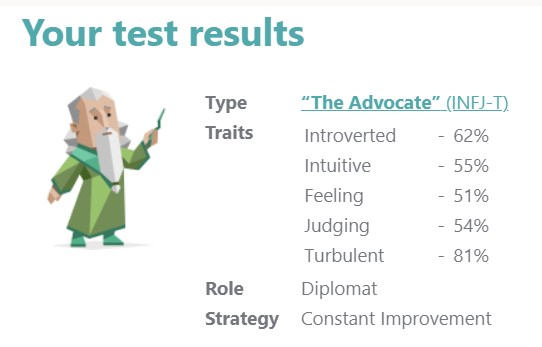 Your test results
Type “The Advocate” (INFJ-T)
Traits Introverted - 62%
Intuitive - 55%
Feeling - 51%
Judging - 54%
Turbulent - 81%
Role Diplomat
Strategy Constant Improvement